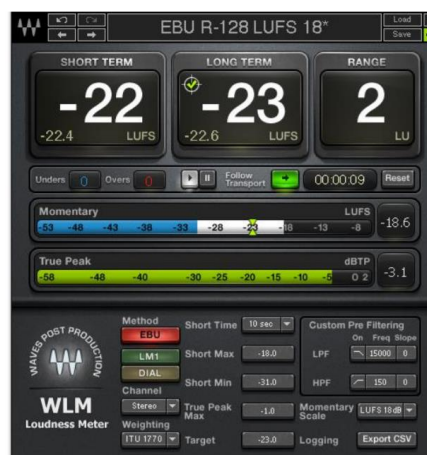 EBU R-128 LUFS 18*
Load
Save
SHORT TERM
LONG TERM
RANGE
-22
-23
2
-22.4 LUFS
-22.6 LUFS
LU
Unders 0 Overs 0 Follow Transport 00:00:09 Reset
Momentary LUFS
-53 -48 -43 -38 -33 -28 -23 -18 -13 -8
-18.6
True Peak dBTP
-58 -48 -40 -30 -25 -20 -15 -10 -5 0 2
-3.1
WAVES POST PRODUCTION
WLM
Loudness Meter
Method
EBU
LM1
DIAL
Channel
Stereo
Weighting
ITU 1770
Short Time 10 sec
Short Max -18.0
Short Min -31.0
True Peak Max -1.0
Target -23.0
Custom Pre Filtering
On Freq Slope
LPF 15000 0
HPF 150 0
Momentary Scale LUFS 18dB
Logging Export CSV